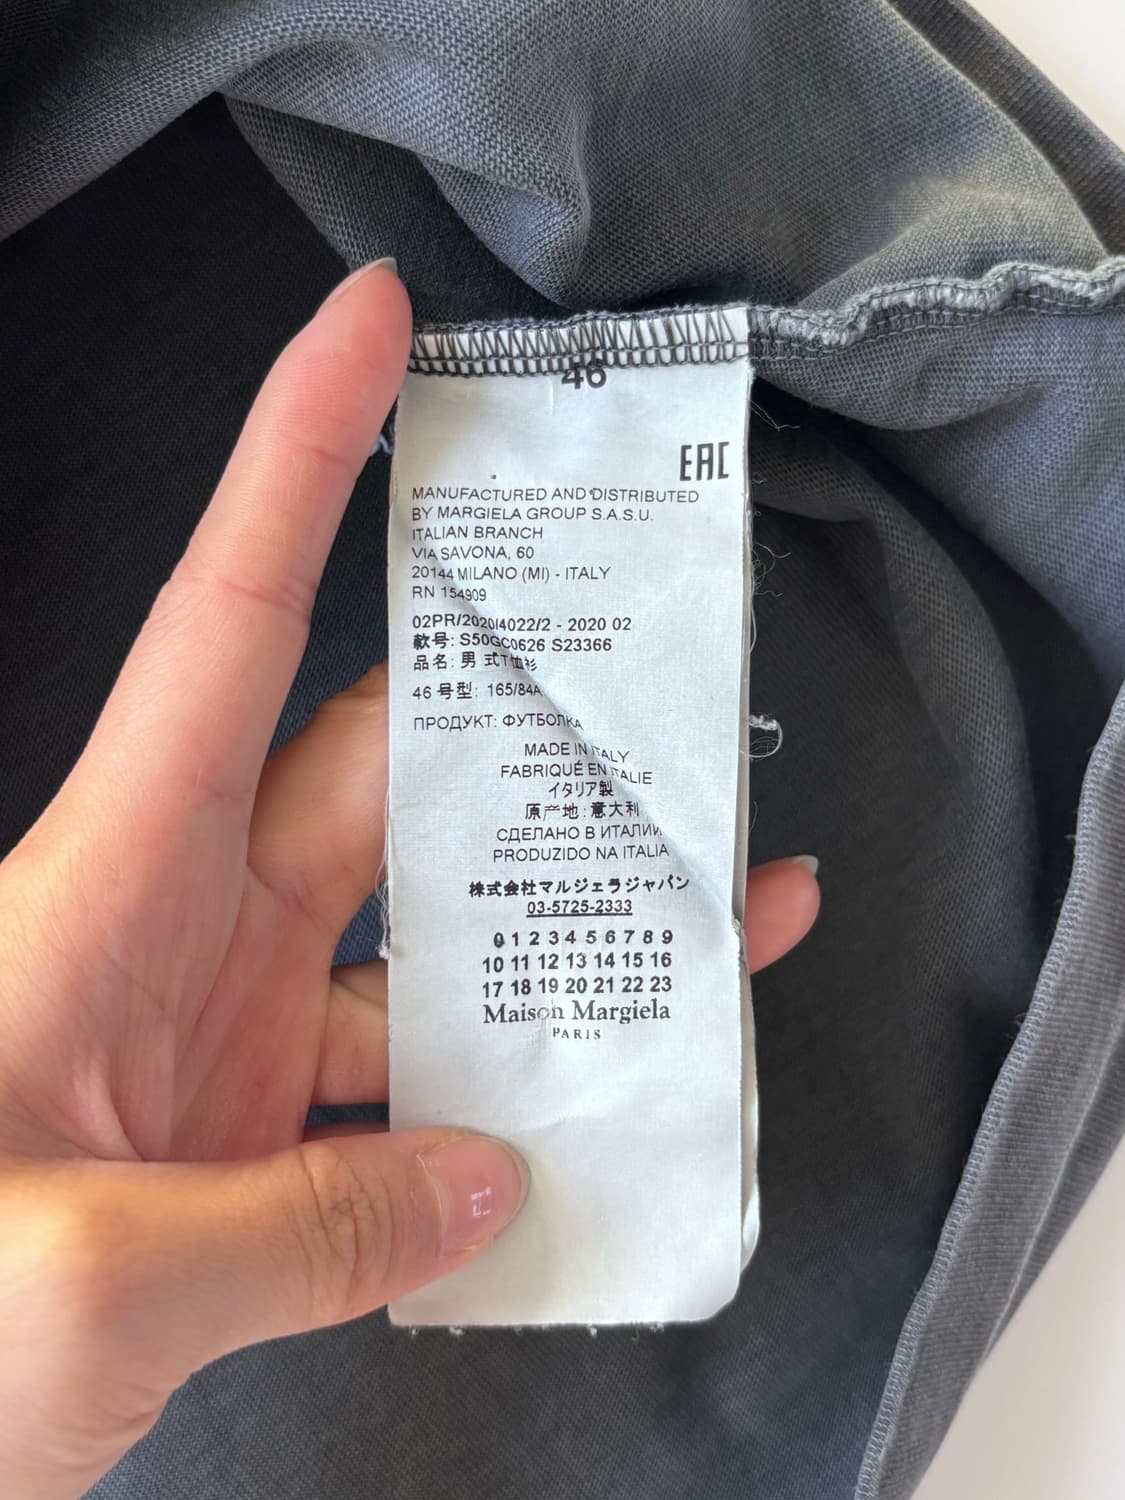 46
EAC
MANUFACTURED AND DISTRIBUTED
BY MARGIELA GROUP S.A.S.U.
ITALIAN BRANCH
VIA SAVONA, 60
20144 MILANO (MI) - ITALY
RN 154909
02PR/2020/4022/2 - 2020 02
款号: S50GC0626 S23366
品名: 男 式T恤衫
46 号型: 165/84A
ПРОДУКТ: ФУТБОЛКА
MADE IN ITALY
FABRIQUÉ EN ITALIE
イタリア製
原产地: 意大利
СДЕЛАНО В ИТАЛИИ
PRODUZIDO NA ITALIA
株式会社マルジェラジャパン
03-5725-2333
0 1 2 3 4 5 6 7 8 9
10 11 12 13 14 15 16
17 18 19 20 21 22 23
Maison Margiela
PARIS